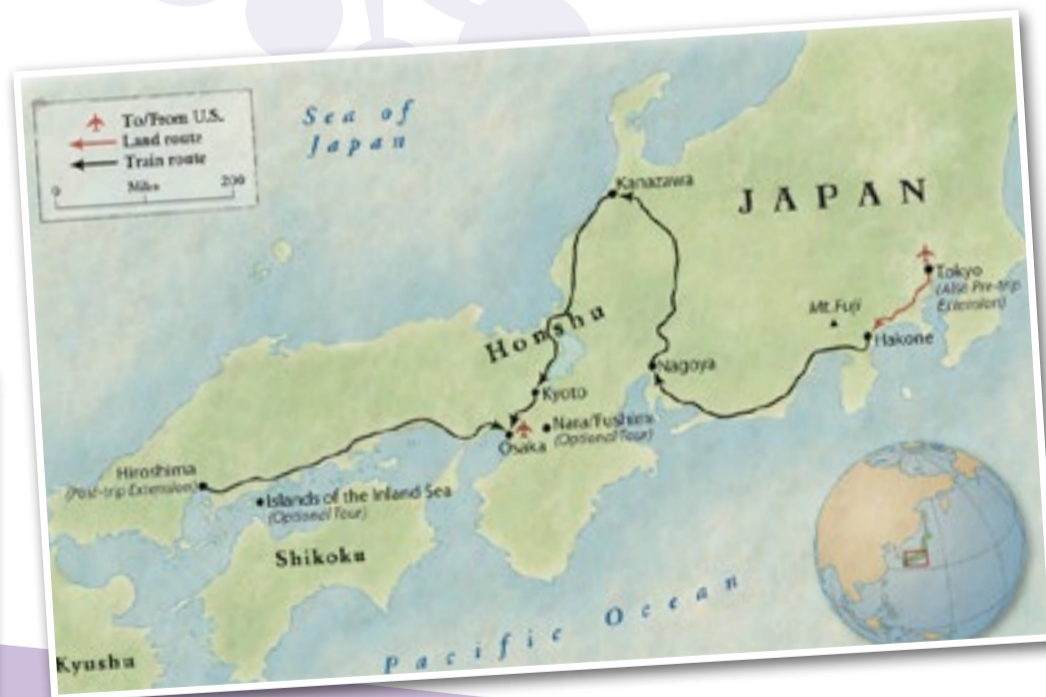 To/From U.S.
Land route
Train route
0 Miles 200
Sea of
Japan
Kanazawa
JAPAN
Tokyo
(Also Pre-trip
Extension)
Mt. Fuji
Hakone
Honshu
Nagoya
Kyoto
Nara/Fushimi
(Optional Tour)
Osaka
Hiroshima
(Post-trip Extension)
Islands of the Inland Sea
(Optional Tour)
Shikoku
Pacific Ocean
Kyushu